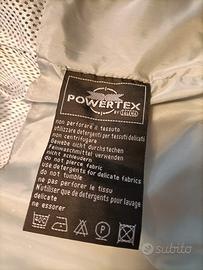 POWERTEX
BY
non perforare il tessuto
utilizzare detergenti per tessuti delicati
non centrifugare
Gewebe nicht durchstechen
Feinwaschmittel verwenden
nicht schleudern
do not pierce fabric
use detergents for delicate fabrics
do not tumble
ne pas perforer le tissu
N'utiliser que de détergents pour lavage
delicate
ne essorer
subito